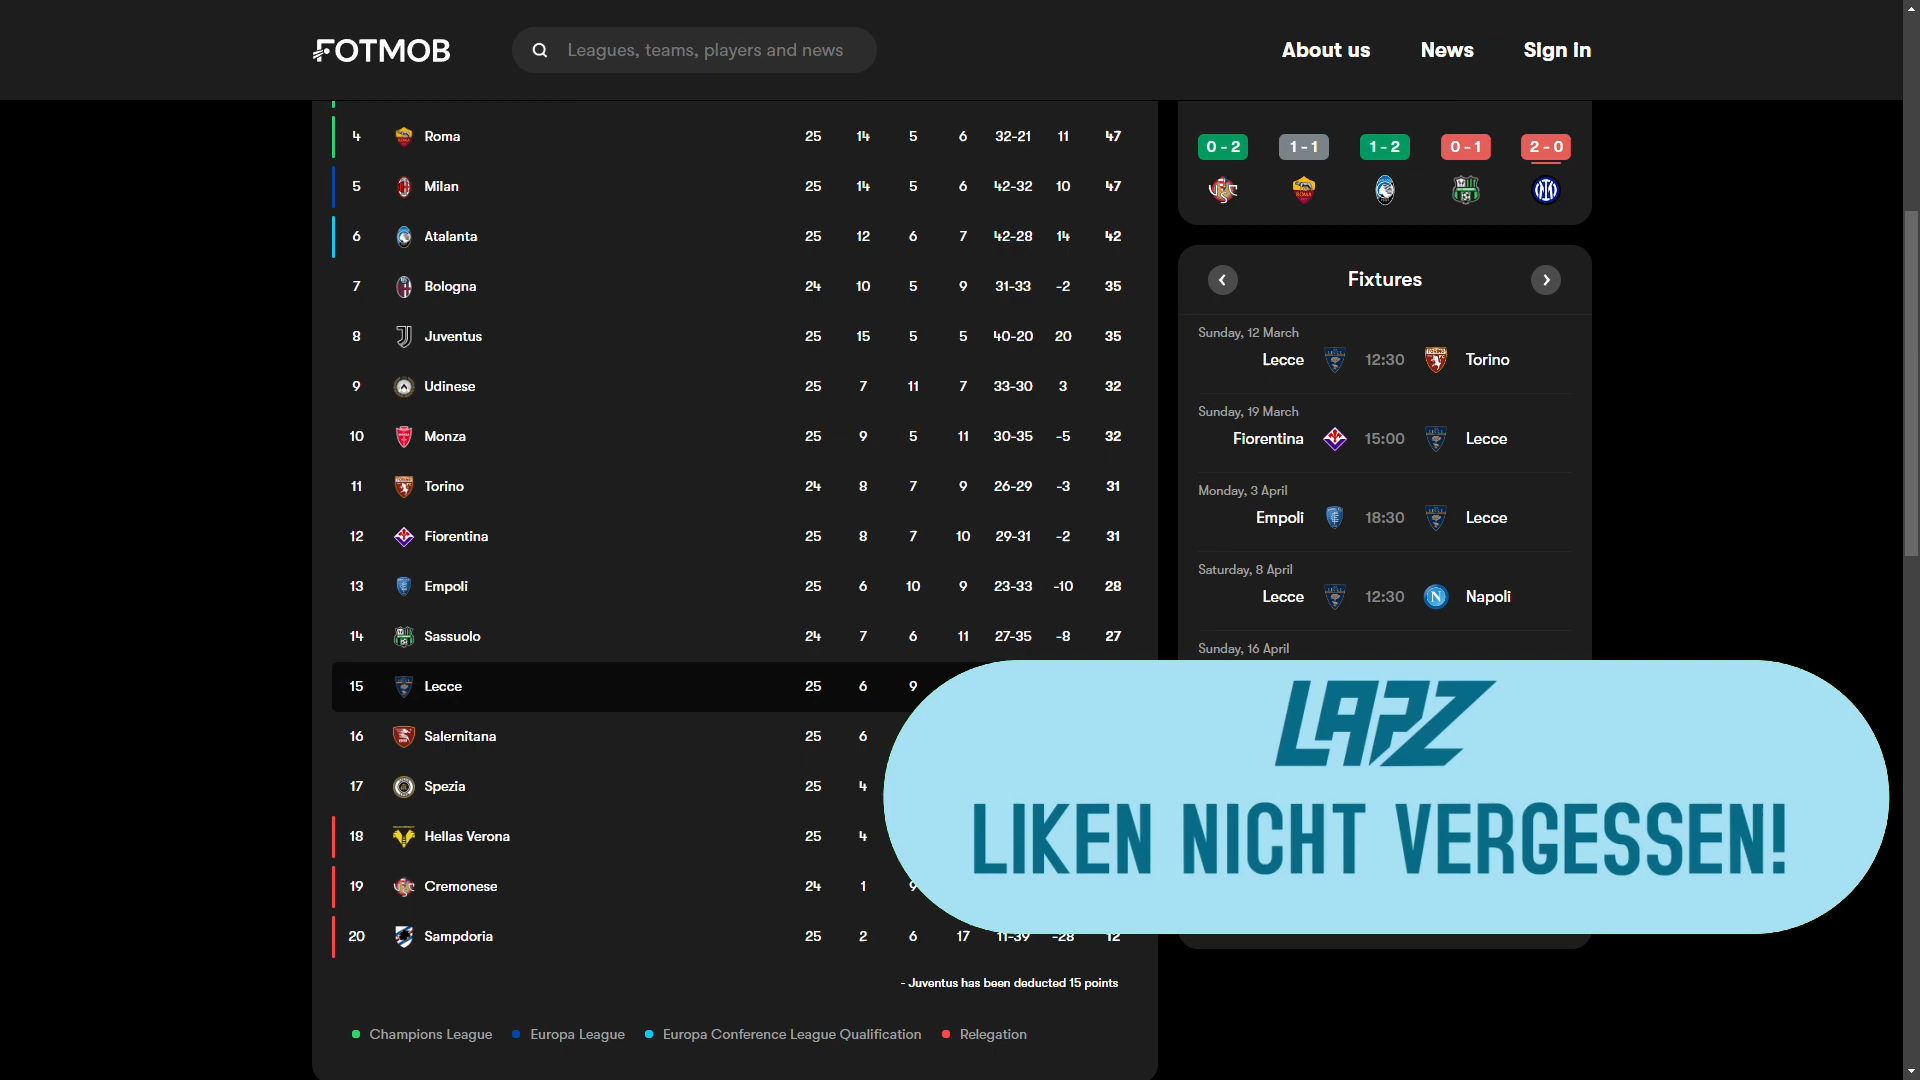 FOTMOB
Leagues, teams, players and news
About us
News
Sign in
4 Roma 25 14 5 6 32-21 11 47
5 Milan 25 14 5 6 42-32 10 47
6 Atalanta 25 12 6 7 42-28 14 42
7 Bologna 24 10 5 9 31-33 -2 35
8 Juventus 25 15 5 5 40-20 20 35
9 Udinese 25 7 11 7 33-30 3 32
10 Monza 25 9 5 11 30-35 -5 32
11 Torino 24 8 7 9 26-29 -3 31
12 Fiorentina 25 8 7 10 29-31 -2 31
13 Empoli 25 6 10 9 23-33 -10 28
14 Sassuolo 24 7 6 11 27-35 -8 27
15 Lecce 25 6 9
16 Salernitana 25 6
17 Spezia 25 4
18 Hellas Verona 25 4
19 Cremonese 24 1 9
20 Sampdoria 25 2 6 17 11-39 -28 12
- Juventus has been deducted 15 points
Champions League Europa League Europa Conference League Qualification Relegation
0 - 2 1 - 1 1 - 2 0 - 1 2 - 0
Fixtures
Sunday, 12 March
Lecce 12:30 Torino
Sunday, 19 March
Fiorentina 15:00 Lecce
Monday, 3 April
Empoli 18:30 Lecce
Saturday, 8 April
Lecce 12:30 Napoli
Sunday, 16 April
LAPZ
LIKEN NICHT VERGESSEN!